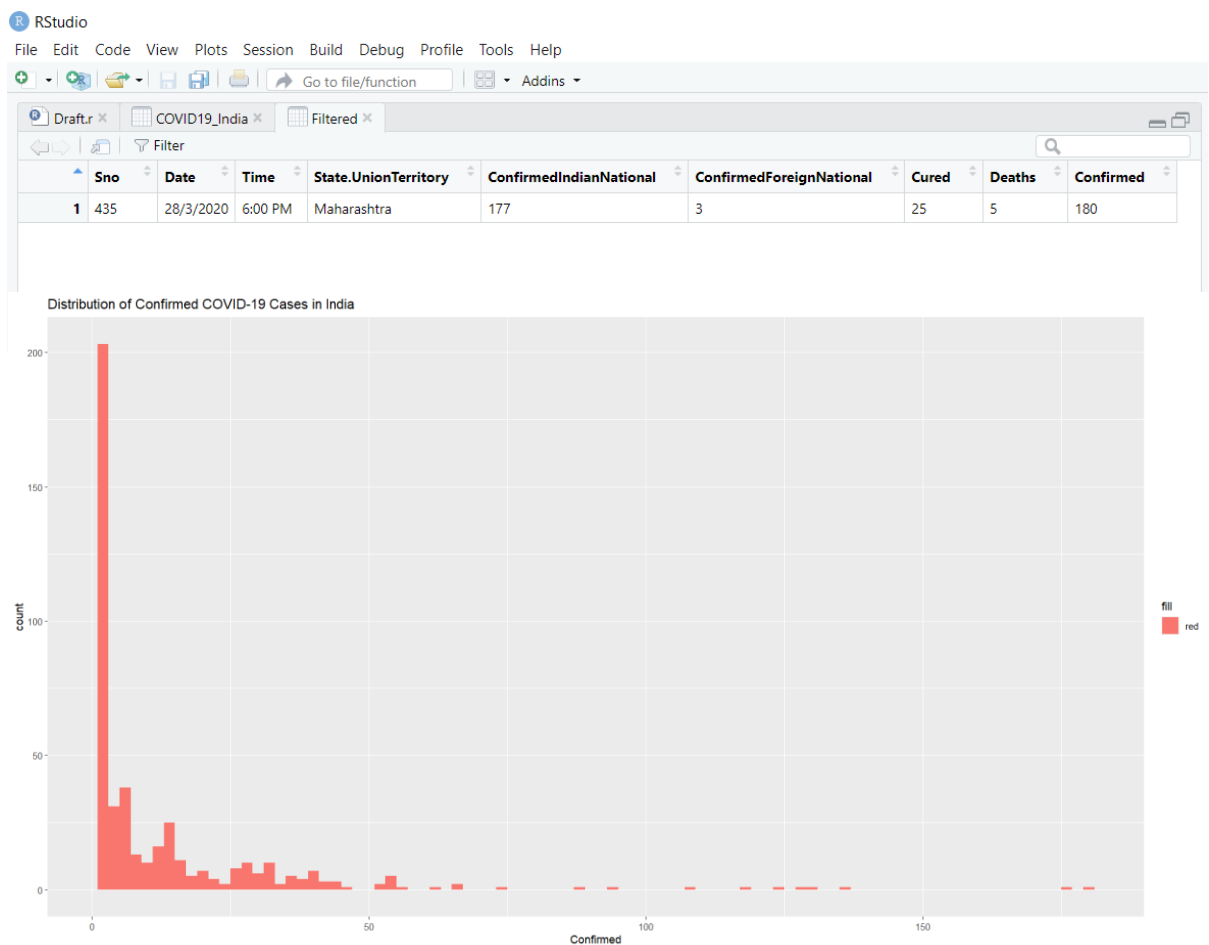 RStudio
File Edit Code View Plots Session Build Debug Profile Tools Help
Go to file/function Addins
Draft.r COVID19_India Filtered
Filter
Sno Date Time State.UnionTerritory ConfirmedIndianNational ConfirmedForeignNational Cured Deaths Confirmed
1 435 28/3/2020 6:00 PM Maharashtra 177 3 25 5 180
Distribution of Confirmed COVID-19 Cases in India
200
150
100
50
0
count
0 50 100 150
Confirmed
fill
red